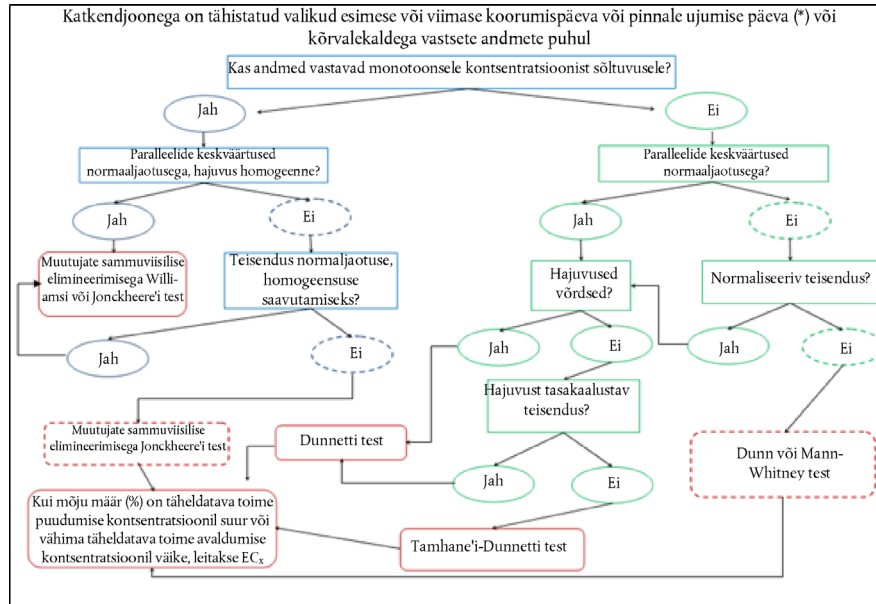 Katkendjoonega on tähistatud valikud esimese või viimase koorumispäeva või pinnale ujumise päeva (*) või
kõrvalekaldega vastsete andmete puhul
Kas andmed vastavad monotoonsele kontsentratsioonist sõltuvusele?
Jah
Ei
Paralleelide keskväärtused
normaaljaotusega, hajuvus homogeenne?
Paralleelide keskväärtused
normaaljaotusega?
Jah
Ei
Jah
Ei
Muutujate sammuviisilise
elimineerimisega Willi-
amsi või Jonckheere'i test
Teisendus normaljaotuse,
homogeensuse
saavutamiseks?
Hajuvused
võrdsed?
Normaliseeriv teisendus?
Jah
Ei
Jah
Ei
Jah
Ei
Hajuvust tasakaalustav
teisendus?
Muutujate sammuviisilise
elimineerimisega Jonckheere'i test
Dunnetti test
Dunn või Mann-
Whitney test
Jah
Ei
Kui mõju määr (%) on täheldatava toime
puudumise kontsentratsioonil suur või
vähima täheldatava toime avaldumise
kontsentratsioonil väike, leitakse ECx
Tamhane'i-Dunnetti test